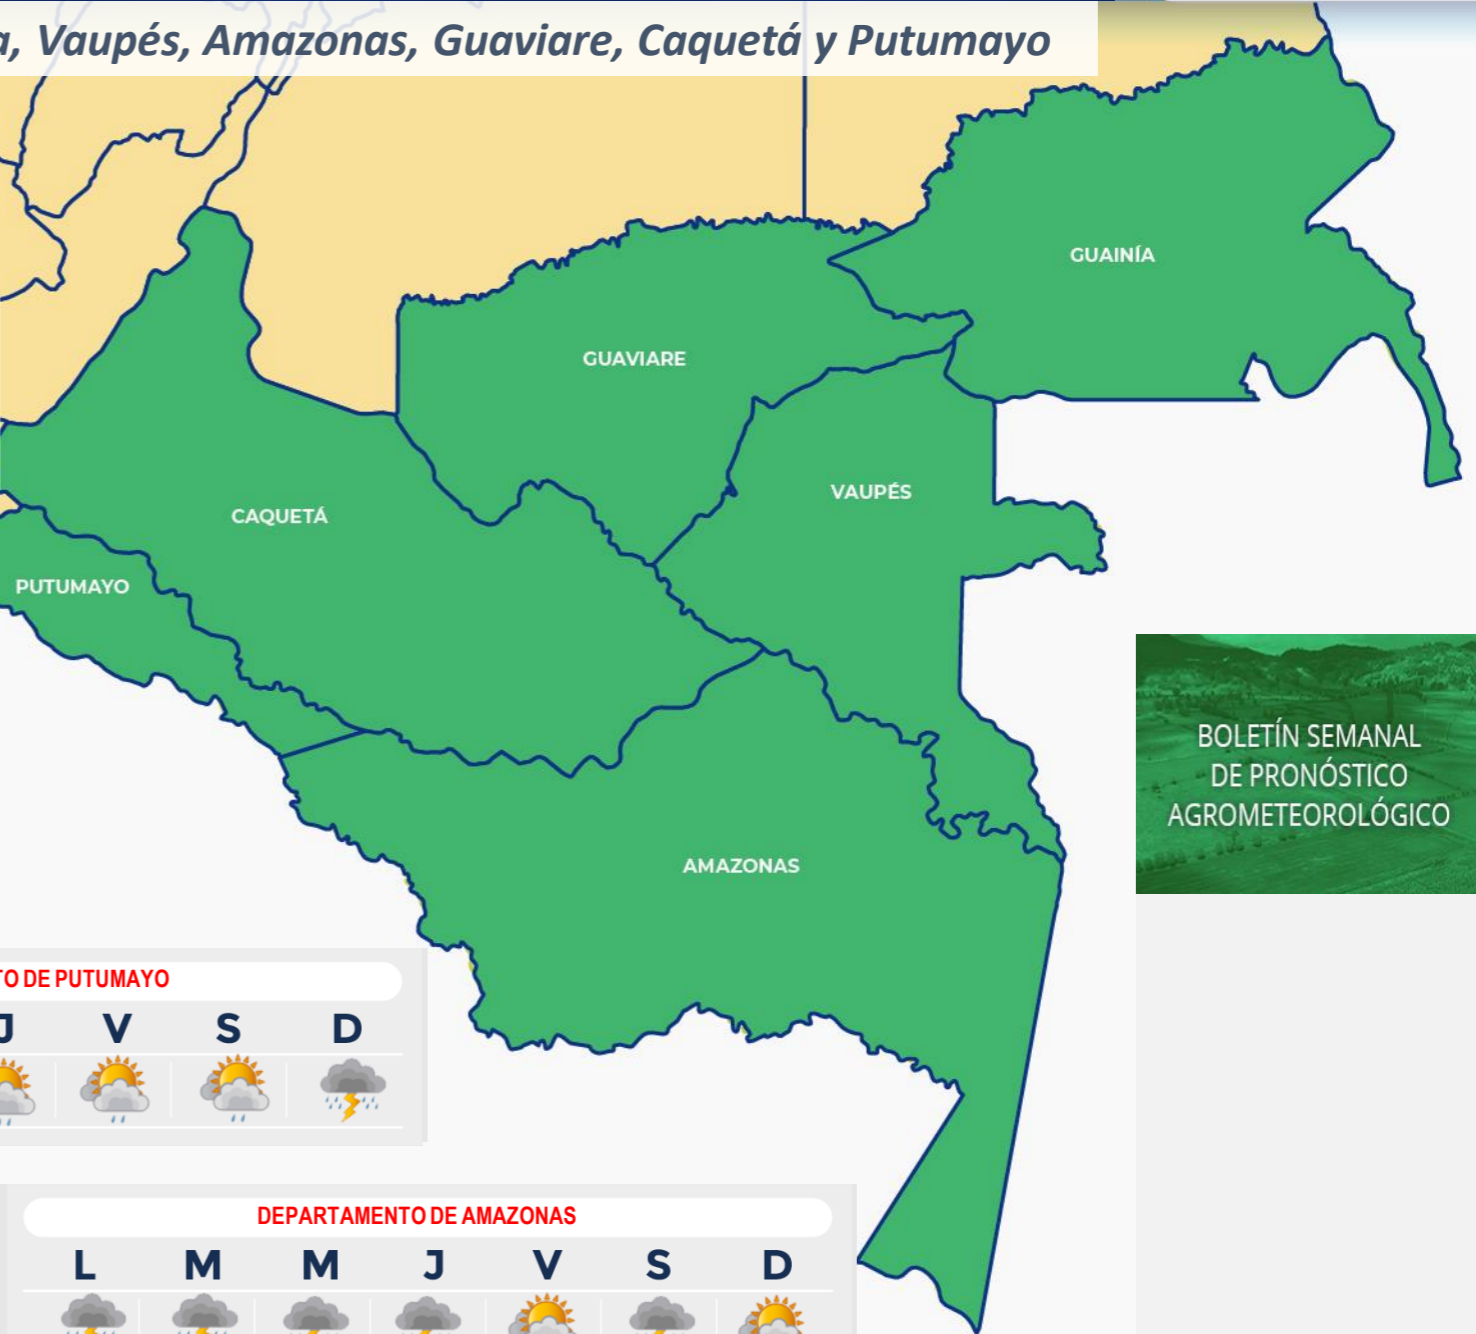 Vaupés, Amazonas, Guaviare, Caquetá y Putumayo
GUAINÍA
GUAVIARE
VAUPÉS
CAQUETÁ
PUTUMAYO
BOLETÍN SEMANAL
DE PRONÓSTICO
AGROMETEOROLÓGICO
AMAZONAS
DE PUTUMAYO
J V S D
DEPARTAMENTO DE AMAZONAS
L M M J V S D